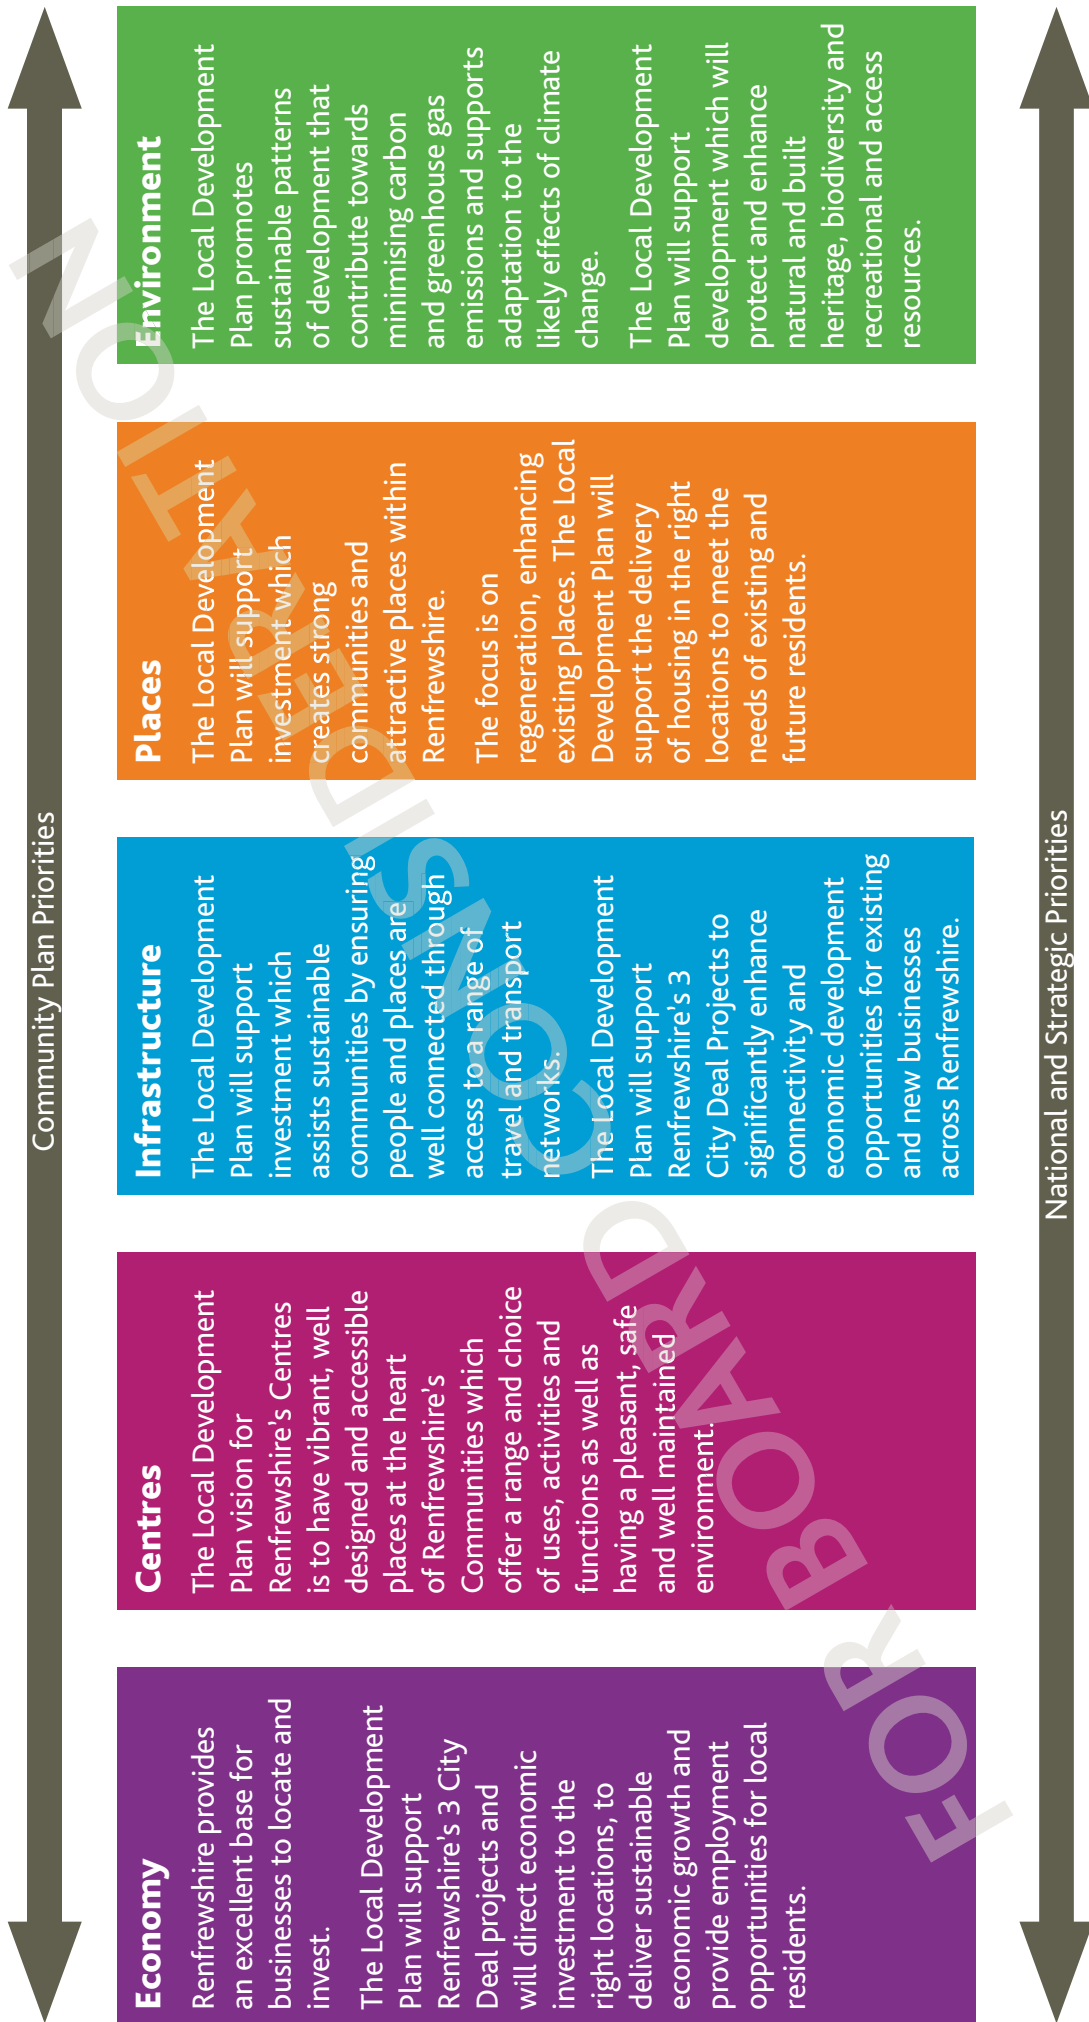 Community Plan Priorities
Economy
Renfrewshire provides
an excellent base for
businesses to locate and
invest.
The Local Development
Plan will support
Renfrewshire's 3 City
Deal projects and
will direct economic
investment to the
right locations, to
deliver sustainable
economic growth and
provide employment
opportunities for local
residents.
Centres
The Local Development
Plan vision for
Renfrewshire's Centres
is to have vibrant, well
designed and accessible
places at the heart
of Renfrewshire's
Communities which
offer a range and choice
of uses, activities and
functions as well as
having a pleasant, safe
and well maintained
environment.
Infrastructure
The Local Development
Plan will support
investment which
assists sustainable
communities by ensuring
people and places are
well connected through
access to a range of
travel and transport
networks.
The Local Development
Plan will support
Renfrewshire's 3
City Deal Projects to
significantly enhance
connectivity and
economic development
opportunities for existing
and new businesses
across Renfrewshire.
Places
The Local Development
Plan will support
investment which
creates strong
communities and
attractive places within
Renfrewshire.
The focus is on
regeneration, enhancing
existing places. The Local
Development Plan will
support the delivery
of housing in the right
locations to meet the
needs of existing and
future residents.
Environment
The Local Development
Plan promotes
sustainable patterns
of development that
contribute towards
minimising carbon
and greenhouse gas
emissions and supports
adaptation to the
likely effects of climate
change.
The Local Development
Plan will support
development which will
protect and enhance
natural and built
heritage, biodiversity and
recreational and access
resources.
National and Strategic Priorities
FOR BOARD CONSIDERATION